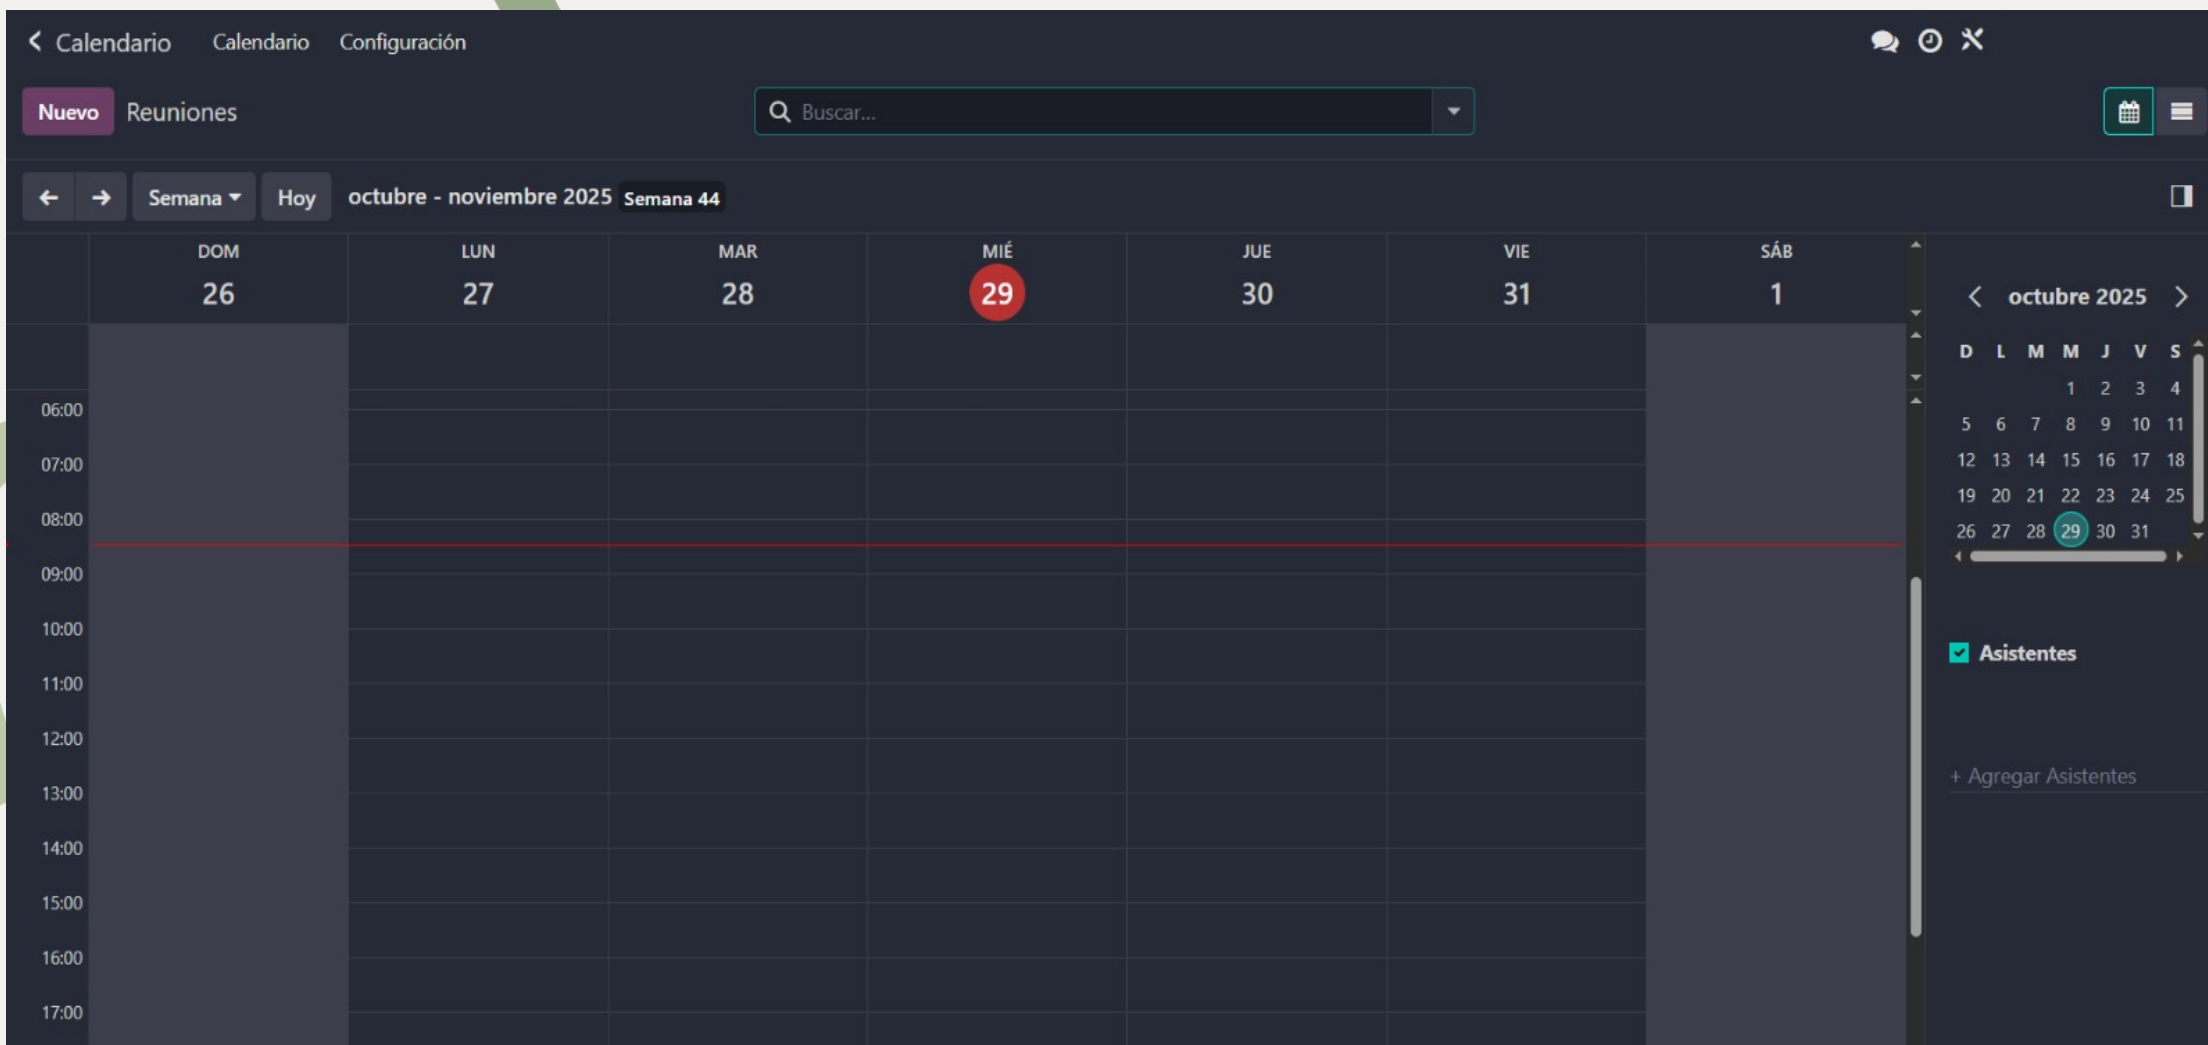 Calendario Calendario Configuración
Nuevo Reuniones Buscar...
Semana Hoy octubre - noviembre 2025 Semana 44
DOM LUN MAR MIÉ JUE VIE SÁB
26 27 28 29 30 31 1
06:00
07:00
08:00
09:00
10:00
11:00
12:00
13:00
14:00
15:00
16:00
17:00
octubre 2025
D L M M J V S
1 2 3 4
5 6 7 8 9 10 11
12 13 14 15 16 17 18
19 20 21 22 23 24 25
26 27 28 29 30 31
Asistentes
+ Agregar Asistentes